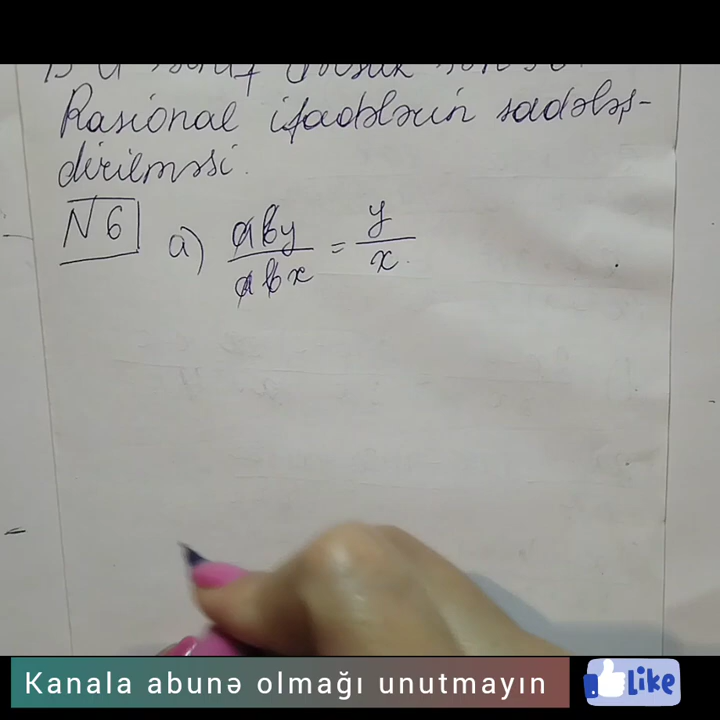 Rasional ifadələrin sadələş-
dirilməsi.
N6
a) aby/abx = y/x.
Kanala abunə olmağı unutmayın
Like